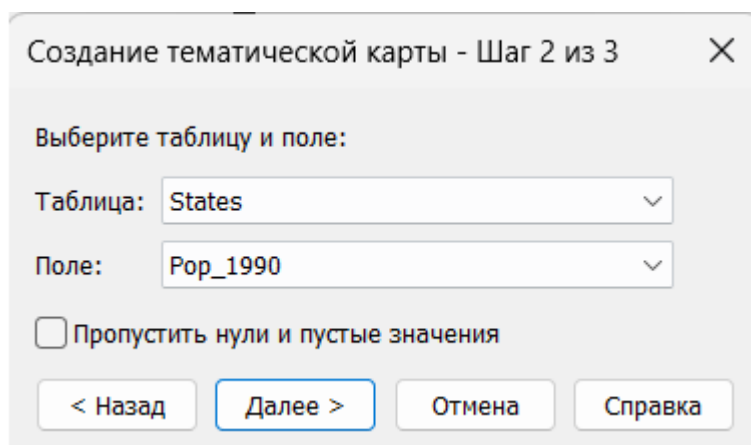 Создание тематической карты - Шаг 2 из 3
Выберите таблицу и поле:
Таблица: States
Поле: Pop_1990
Пропустить нули и пустые значения
< Назад Далее > Отмена Справка